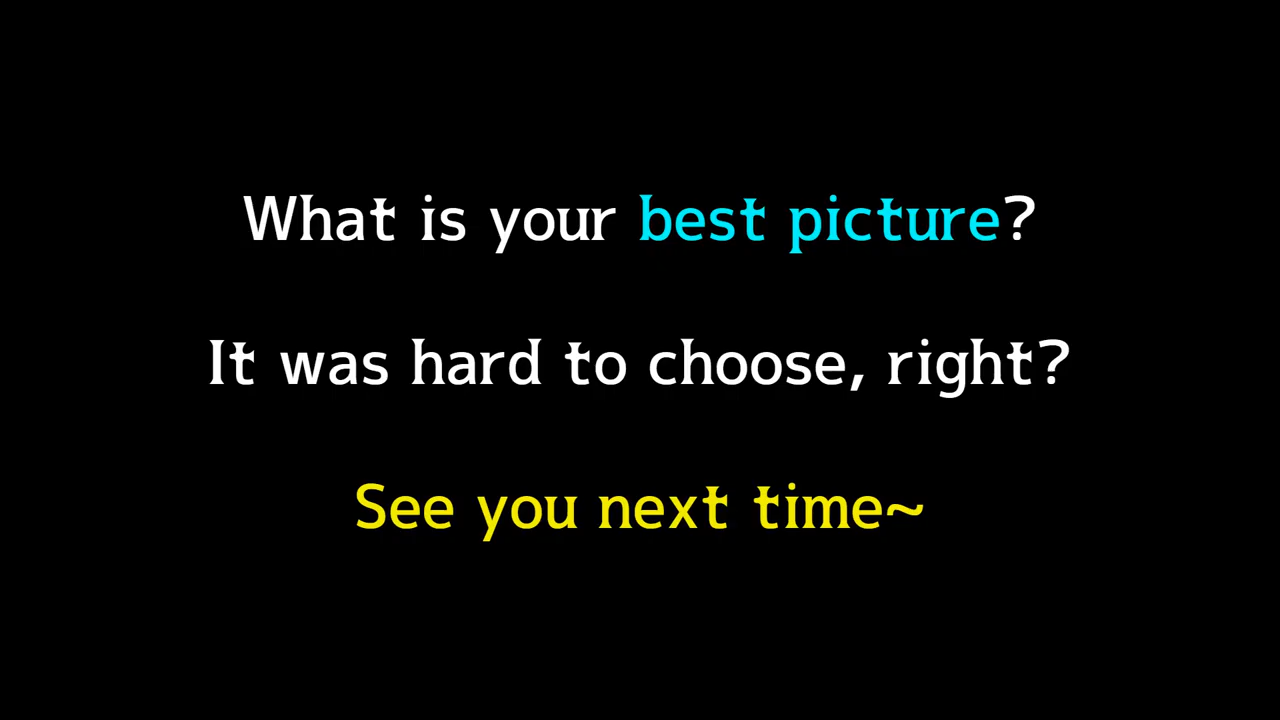 What is your best picture?
It was hard to choose, right?
See you next time~